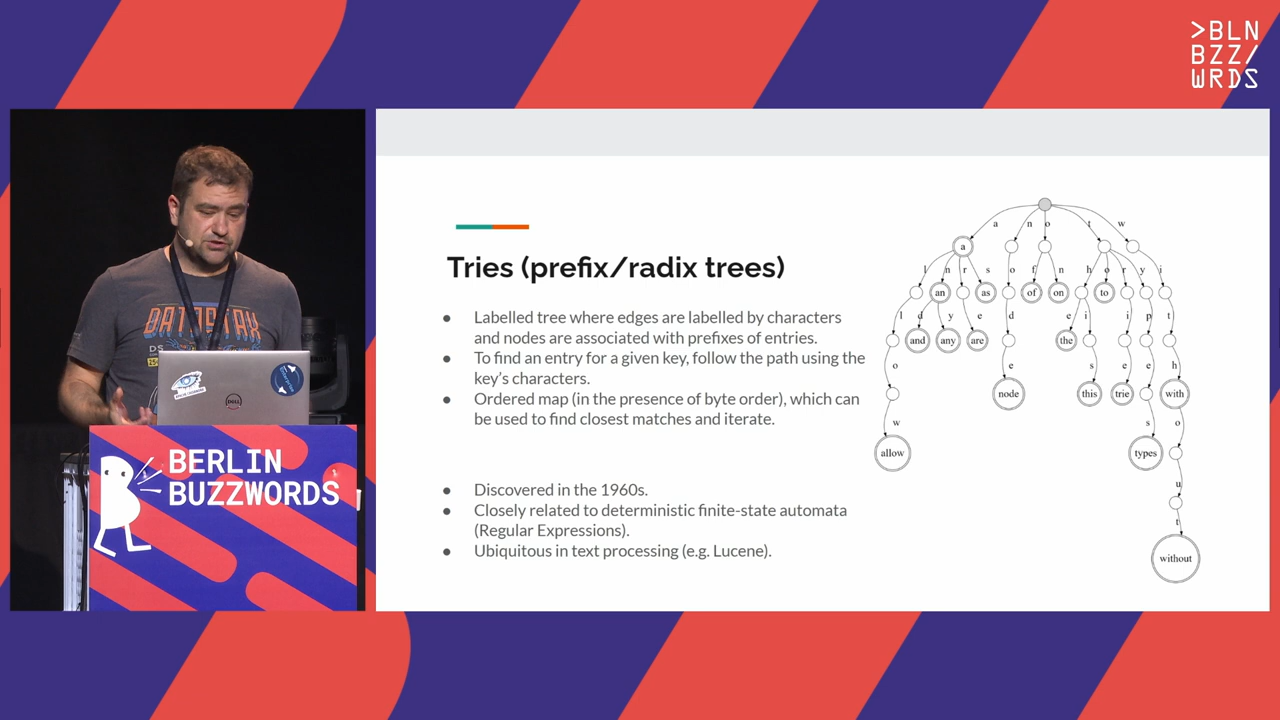 >BLN
BZZ/
WRDS
Tries (prefix/radix trees)
● Labelled tree where edges are labelled by characters
and nodes are associated with prefixes of entries.
● To find an entry for a given key, follow the path using the
key's characters.
● Ordered map (in the presence of byte order), which can
be used to find closest matches and iterate.
● Discovered in the 1960s.
● Closely related to deterministic finite-state automata
(Regular Expressions).
● Ubiquitous in text processing (e.g. Lucene).
a n o t w
a
l n r s o f n h o r y i
an as of on to
l d y e d e i i p t
and any are the
o e s e e h
node this trie with
w s o
allow types
u
t
without
DATASTAX
DS
DELL
BERLIN
BUZZWORDS